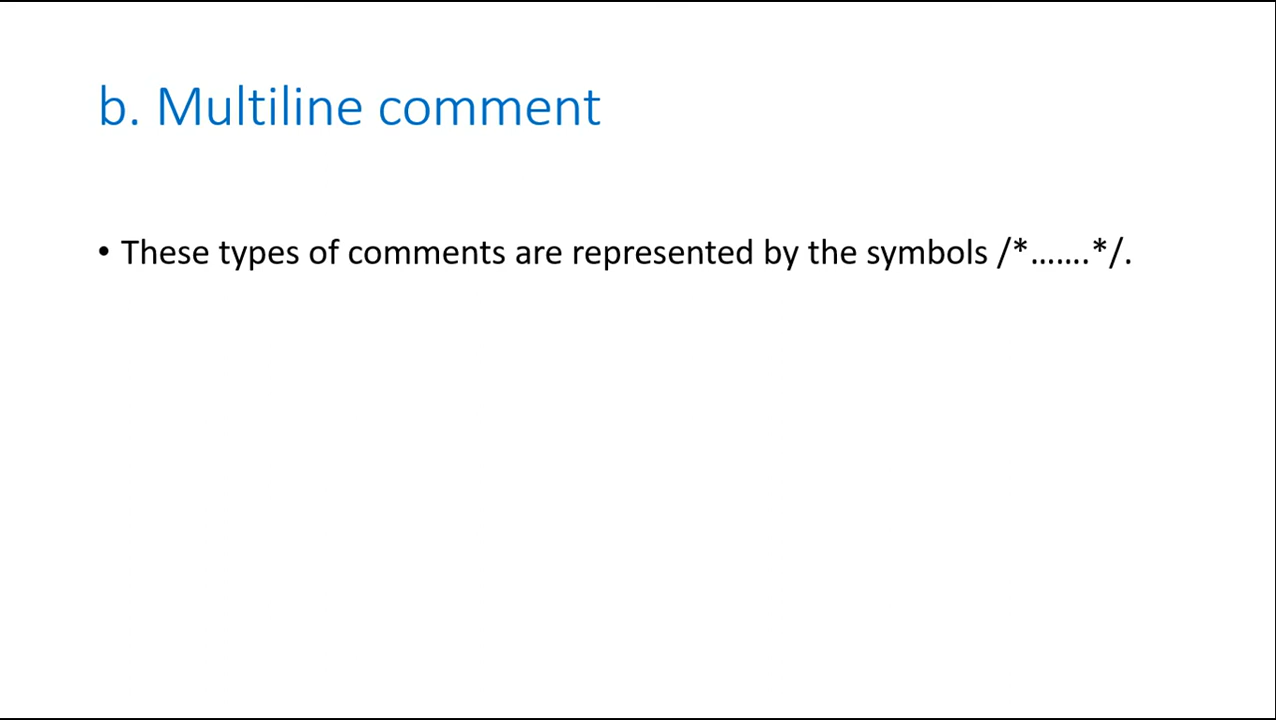 b. Multiline comment
• These types of comments are represented by the symbols /*.......*/.